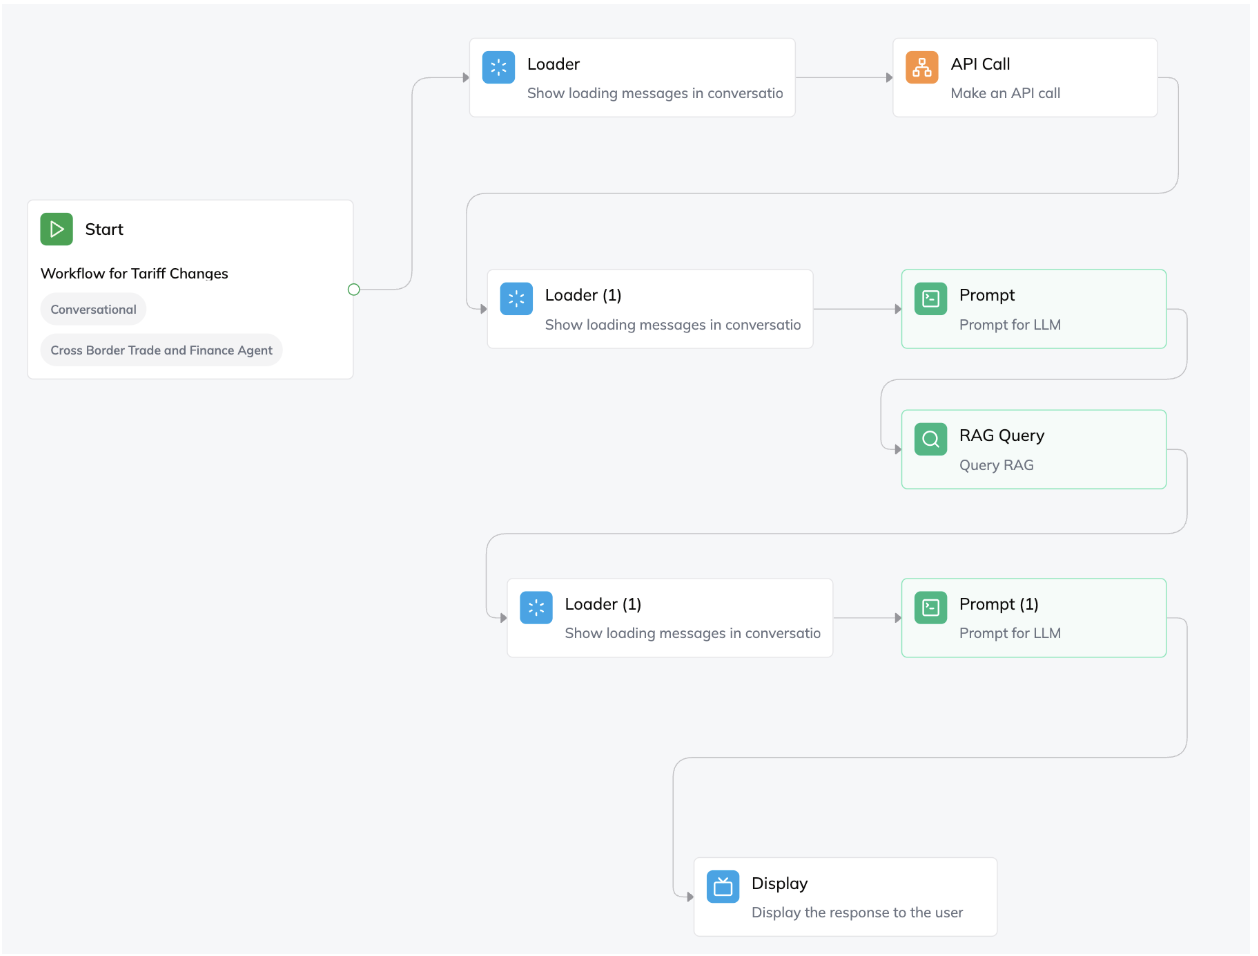 Loader
Show loading messages in conversatio
API Call
Make an API call
Start
Workflow for Tariff Changes
Conversational
Cross Border Trade and Finance Agent
Loader (1)
Show loading messages in conversatio
Prompt
Prompt for LLM
RAG Query
Query RAG
Loader (1)
Show loading messages in conversatio
Prompt (1)
Prompt for LLM
Display
Display the response to the user